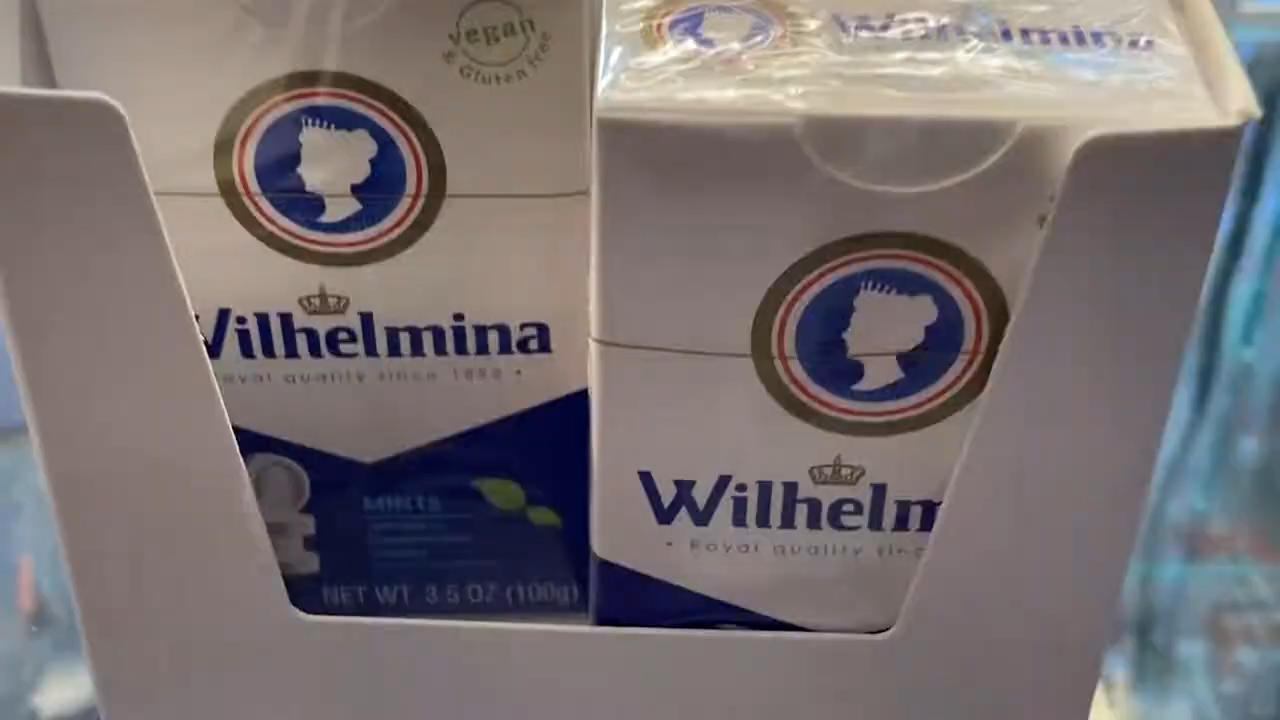 vegan
& Gluten free
Wilhelmina
Vilhelmina
oyal quality since 1892 •
MINTS
NET WT 3.5 OZ (100g)
Wilhelm
• Royal quality sinc